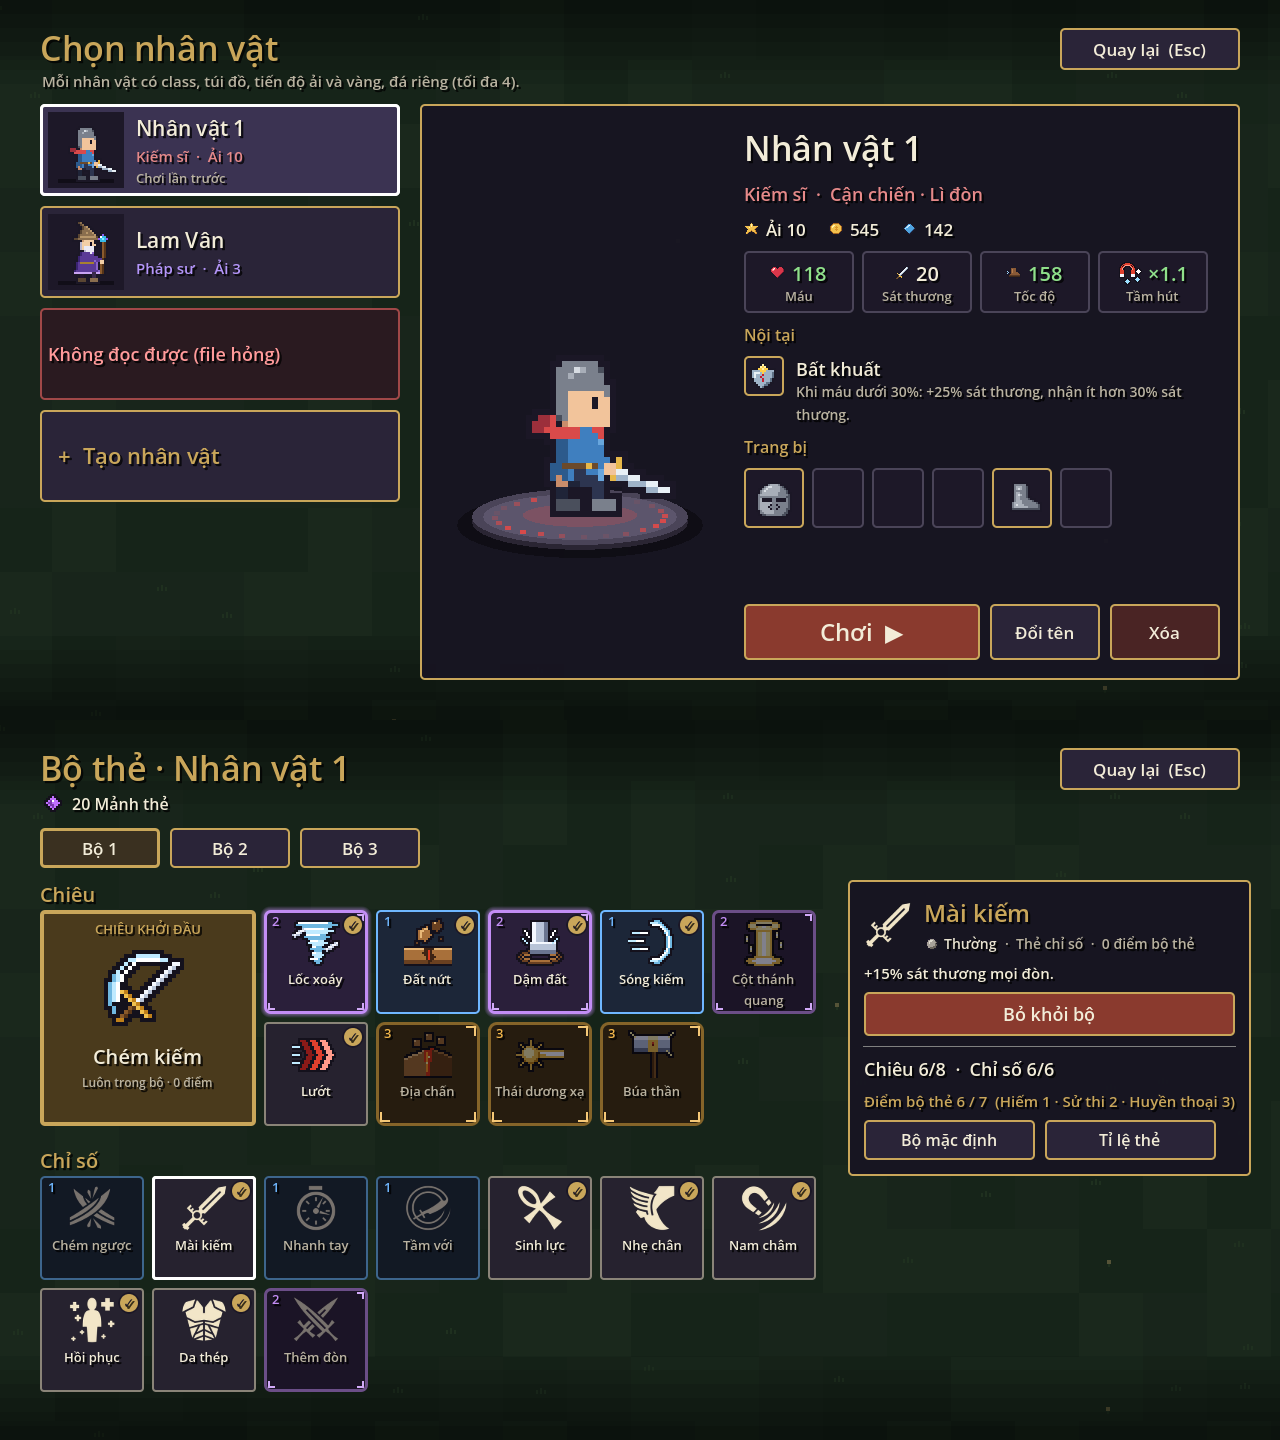 Chọn nhân vật
Quay lại (Esc)
Mỗi nhân vật có class, túi đồ, tiến độ ải và vàng, đá riêng (tối đa 4).
Nhân vật 1
Kiếm sĩ · Ải 10
Chơi lần trước
Lam Vân
Pháp sư · Ải 3
Không đọc được (file hỏng)
+ Tạo nhân vật
Nhân vật 1
Kiếm sĩ · Cận chiến · Lì đòn
Ải 10 545 142
118 20 158 ×1.1
Máu Sát thương Tốc độ Tầm hút
Nội tại
Bất khuất
Khi máu dưới 30%: +25% sát thương, nhận ít hơn 30% sát
thương.
Trang bị
Chơi ▶ Đổi tên Xóa
Bộ thẻ · Nhân vật 1
Quay lại (Esc)
20 Mảnh thẻ
Bộ 1 Bộ 2 Bộ 3
Chiêu
CHIÊU KHỞI ĐẦU
Chém kiếm
Luôn trong bộ · 0 điểm
2 1 2 1 2
Lốc xoáy Đất nứt Dậm đất Sóng kiếm Cột thánh
quang
3 3 3
Lướt Địa chấn Thái dương xạ Búa thần
Chỉ số
1 1 1
Chém ngược Mài kiếm Nhanh tay Tầm với Sinh lực Nhẹ chân Nam châm
2
Hồi phục Da thép Thêm đòn
Mài kiếm
Thường · Thẻ chỉ số · 0 điểm bộ thẻ
+15% sát thương mọi đòn.
Bỏ khỏi bộ
Chiêu 6/8 · Chỉ số 6/6
Điểm bộ thẻ 6 / 7 (Hiếm 1 · Sử thi 2 · Huyền thoại 3)
Bộ mặc định Tỉ lệ thẻ